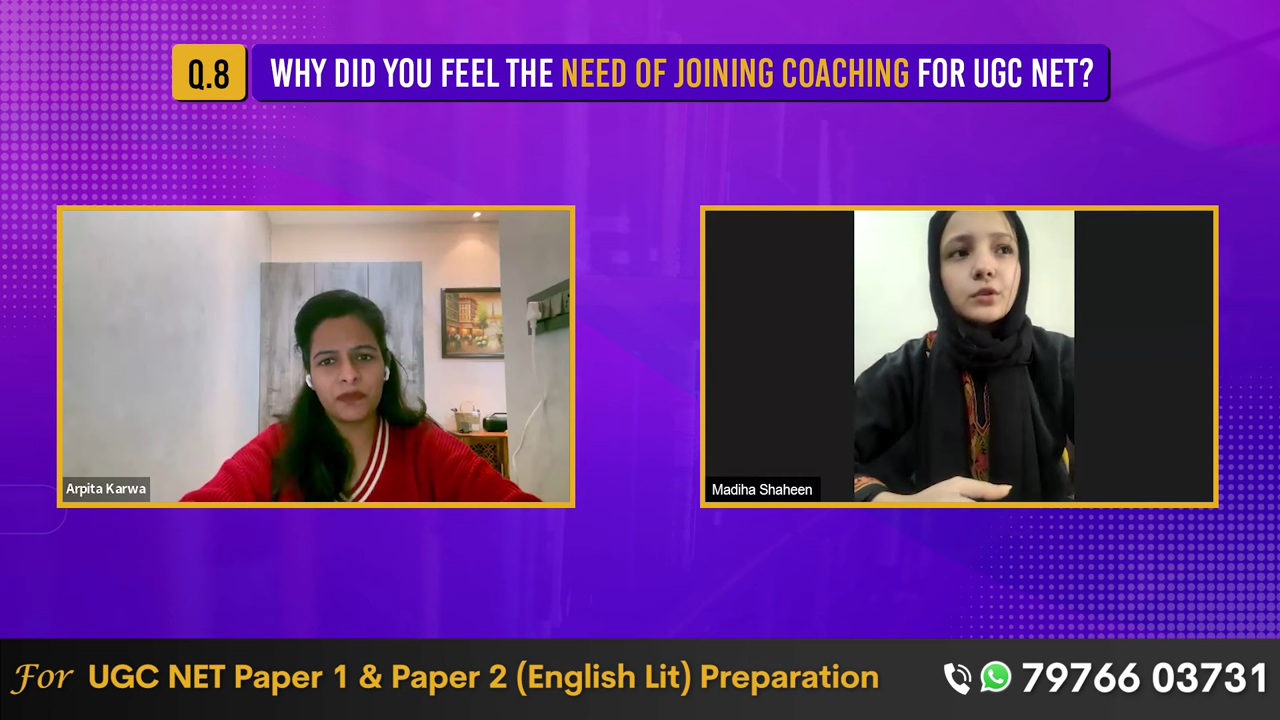 Q.8 WHY DID YOU FEEL THE NEED OF JOINING COACHING FOR UGC NET?
Arpita Karwa
Madiha Shaheen
For UGC NET Paper 1 & Paper 2 (English Lit) Preparation 79766 03731